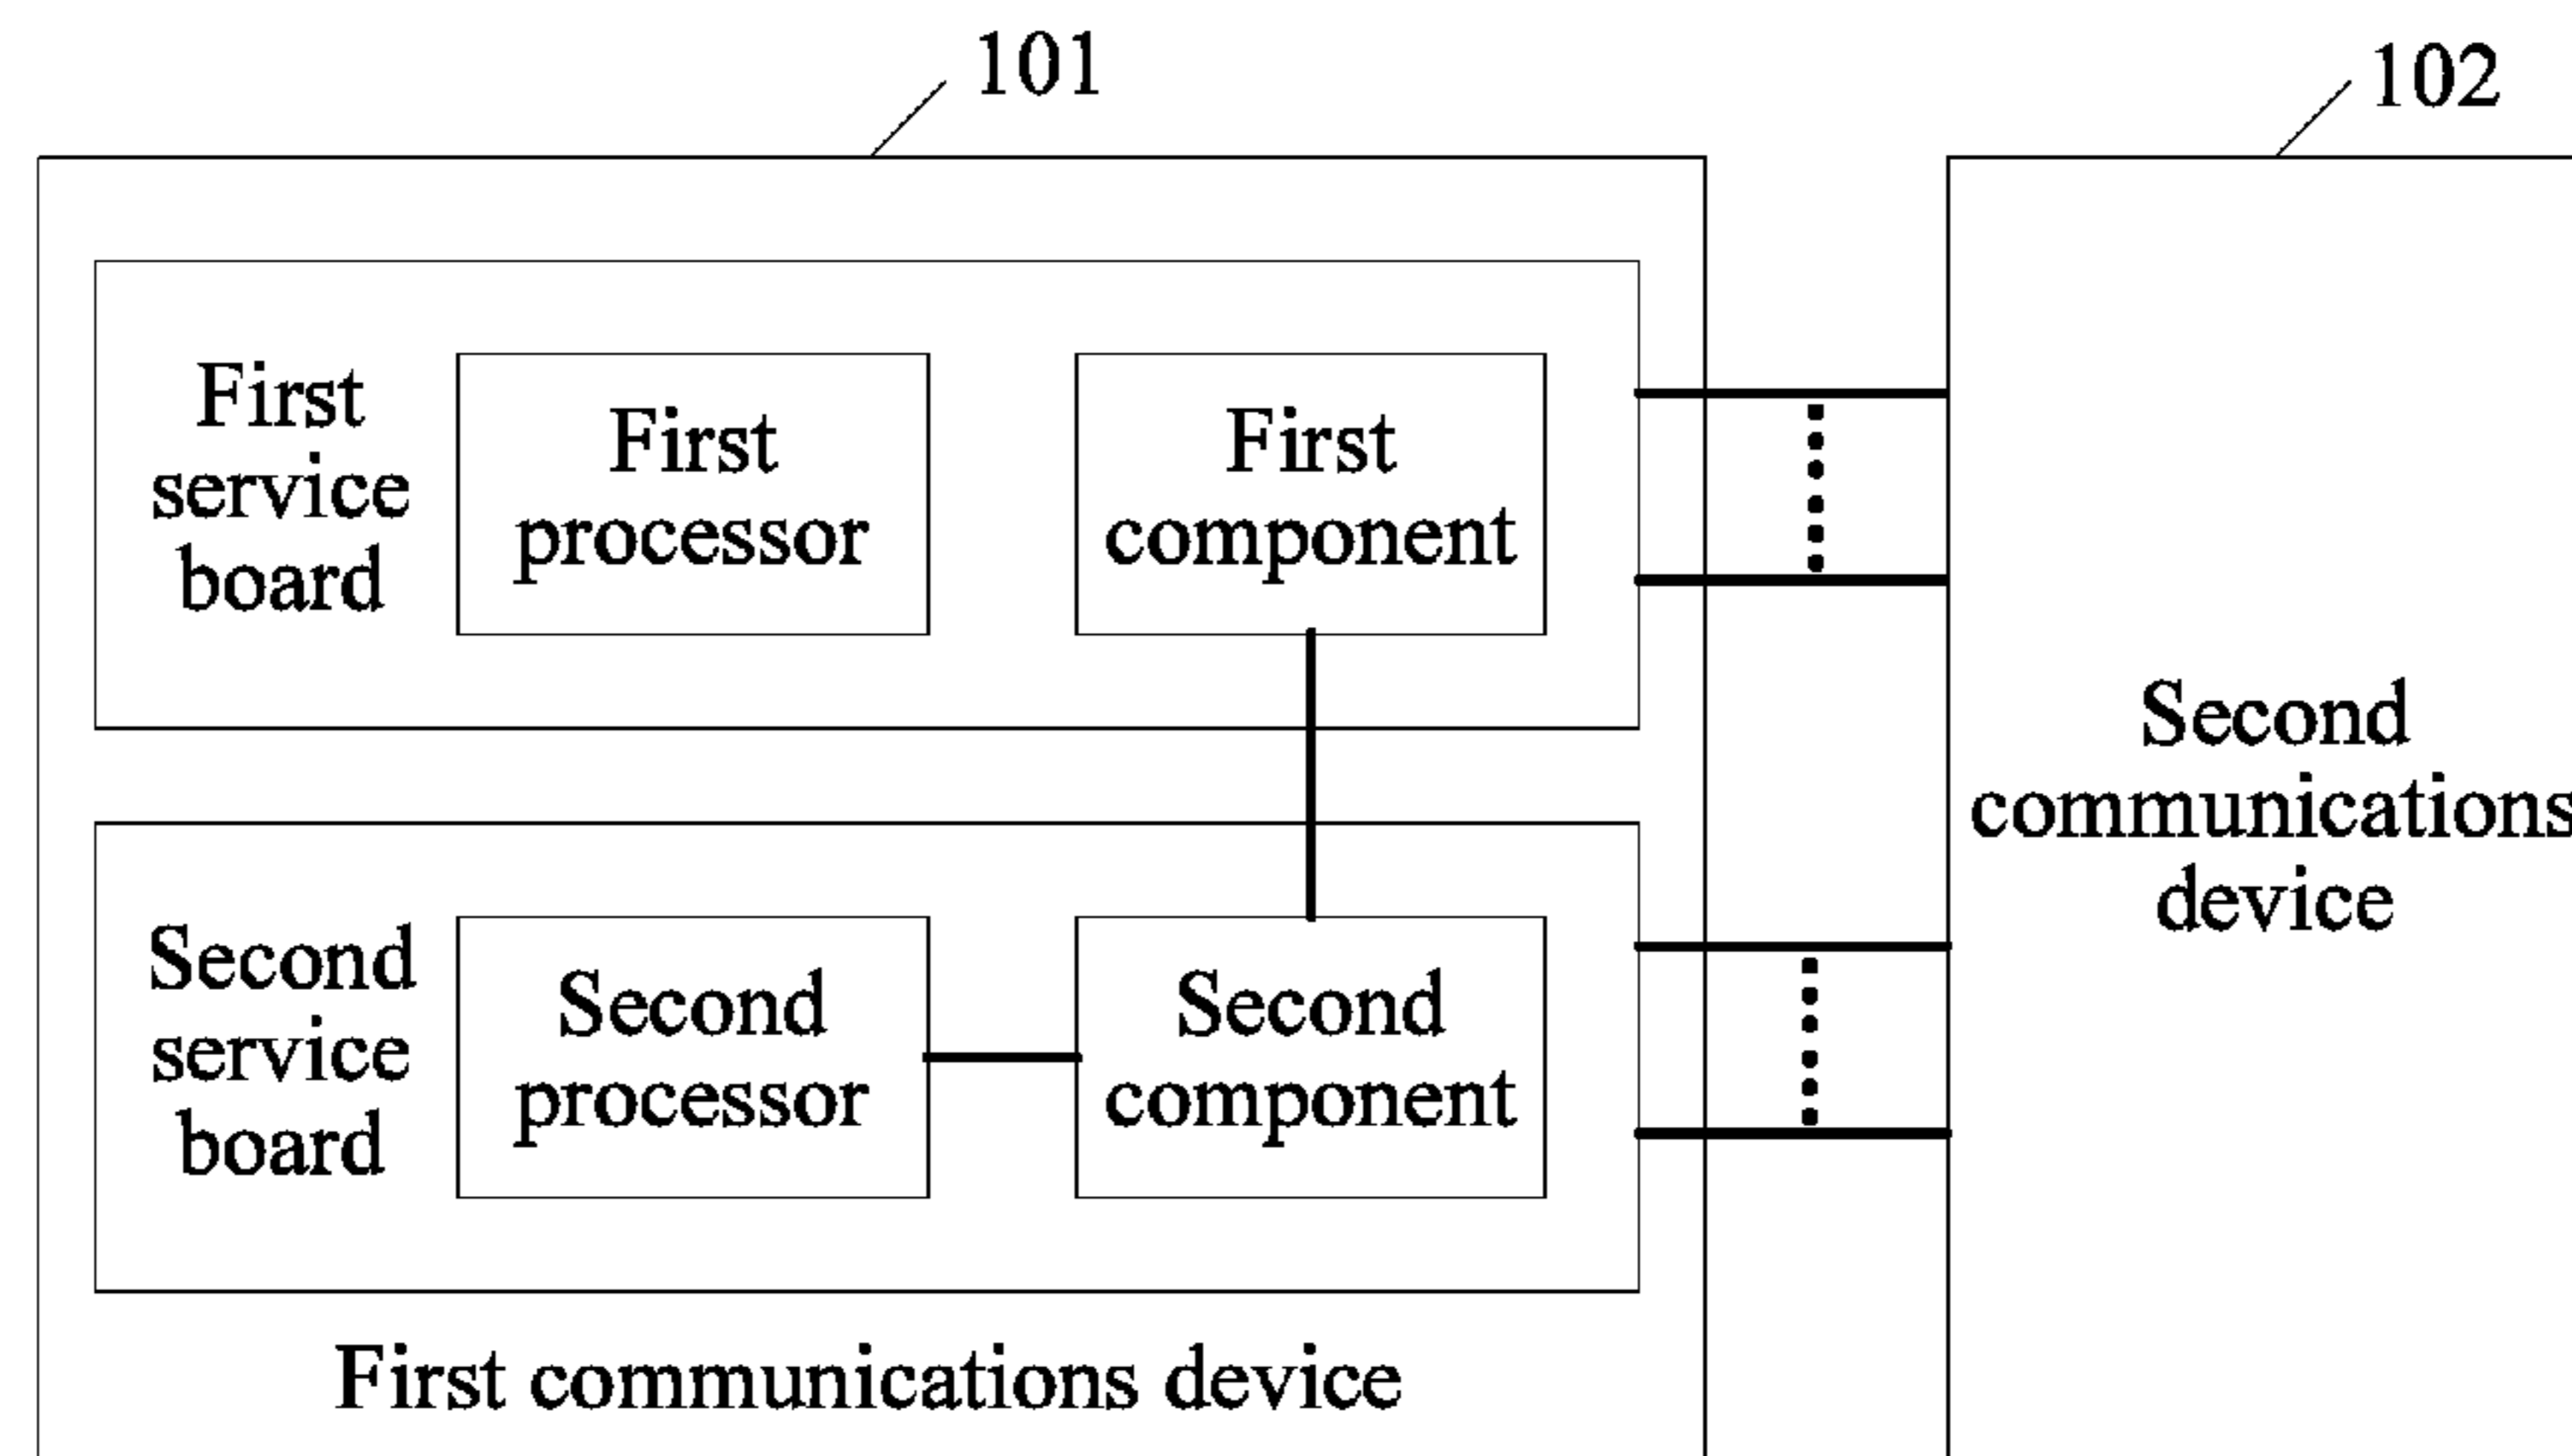 101
102
First
service
board
First
processor
First
component
Second
communications
device
Second
service
board
Second
processor
Second
component
First communications device